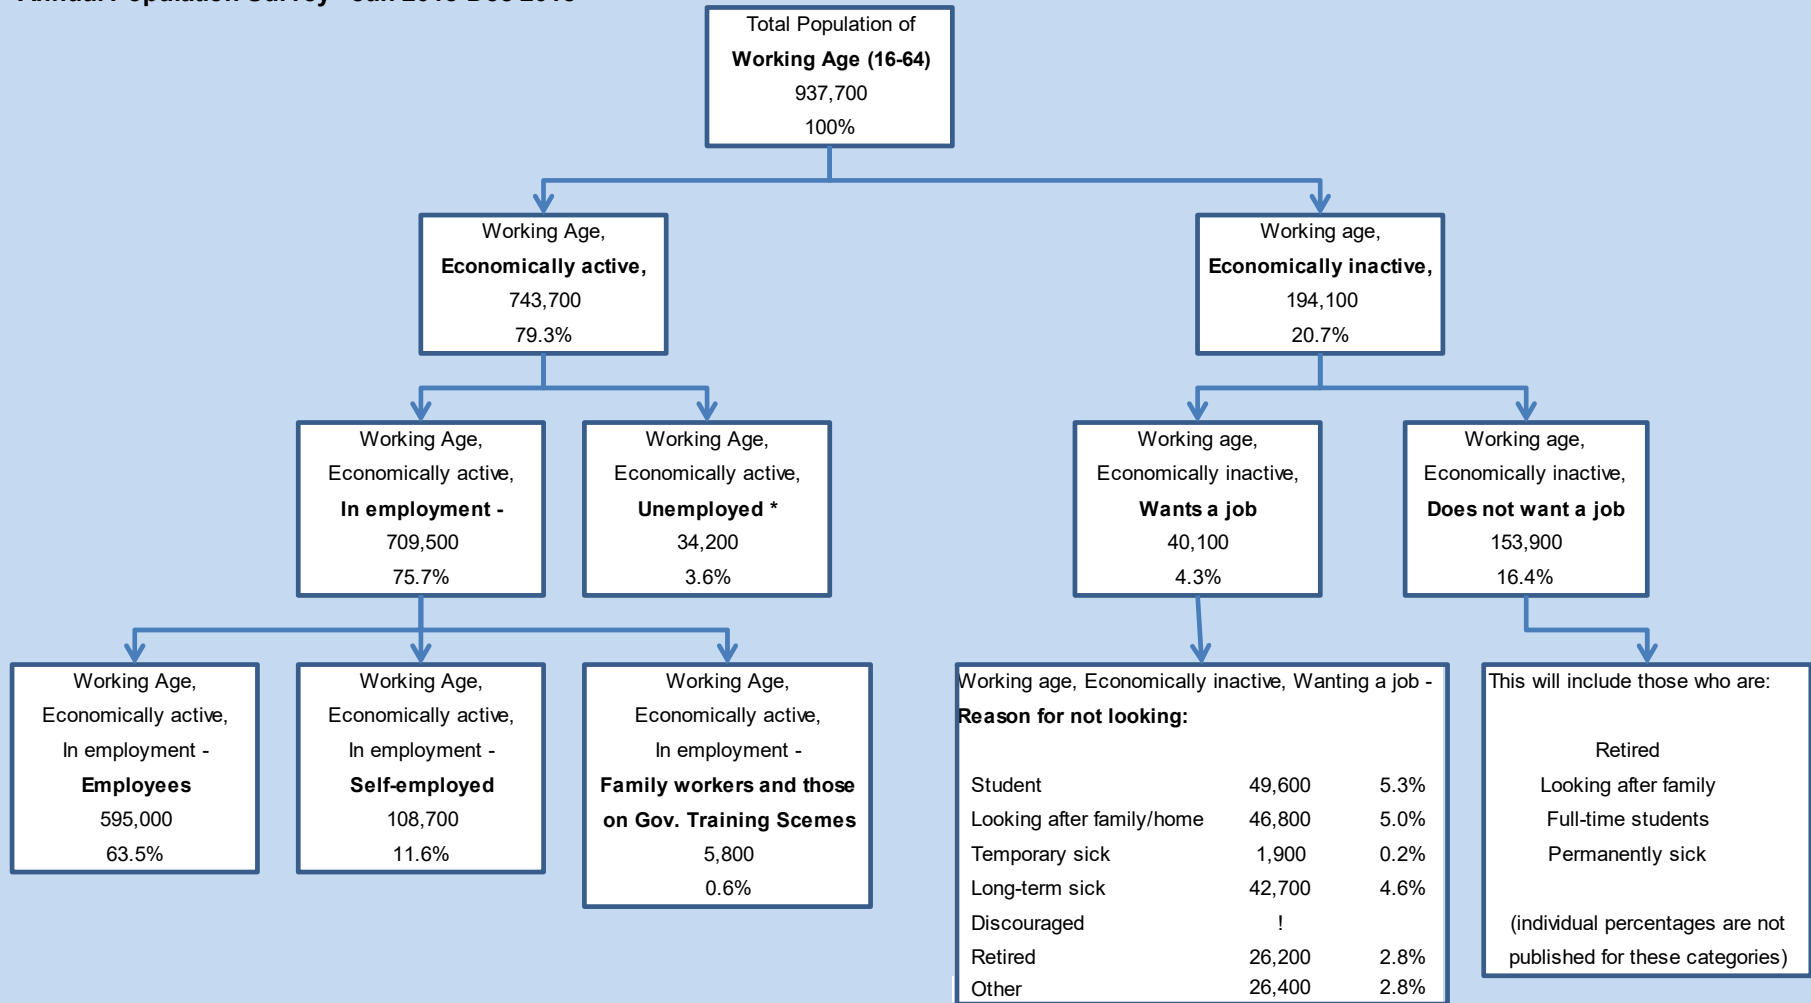 Total Population of
Working Age (16-64)
937,700
100%
Working Age,
Economically active,
743,700
79.3%
Working age,
Economically inactive,
194,100
20.7%
Working Age,
Economically active,
In employment -
709,500
75.7%
Working Age,
Economically active,
Unemployed *
34,200
3.6%
Working age,
Economically inactive,
Wants a job
40,100
4.3%
Working age,
Economically inactive,
Does not want a job
153,900
16.4%
Working Age,
Economically active,
In employment -
Employees
595,000
63.5%
Working Age,
Economically active,
In employment -
Self-employed
108,700
11.6%
Working Age,
Economically active,
In employment -
Family workers and those
on Gov. Training Scemes
5,800
0.6%
Working age, Economically inactive, Wanting a job -
Reason for not looking:
Student 49,600 5.3%
Looking after family/home 46,800 5.0%
Temporary sick 1,900 0.2%
Long-term sick 42,700 4.6%
Discouraged !
Retired 26,200 2.8%
Other 26,400 2.8%
This will include those who are:
Retired
Looking after family
Full-time students
Permanently sick
(individual percentages are not
published for these categories)